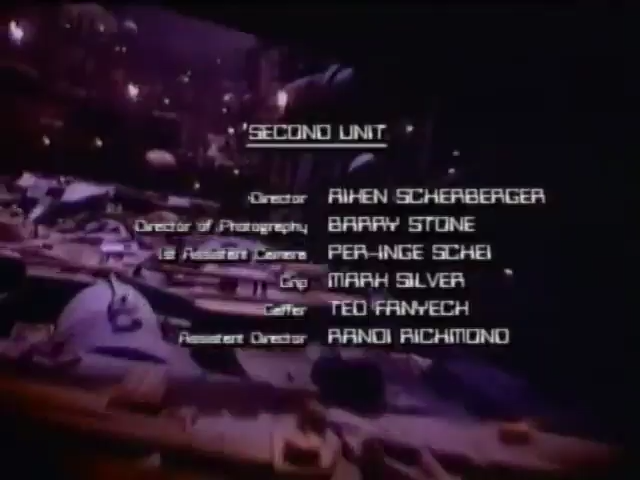 SECOND UNIT
Director AIKEN SCHERBERGER
Director of Photography BARRY STONE
1st Assistant Camera PER-INGE SCHEI
Grip MARK SILVER
Gaffer TED FANYECH
Assistant Director RANDI RICHMOND